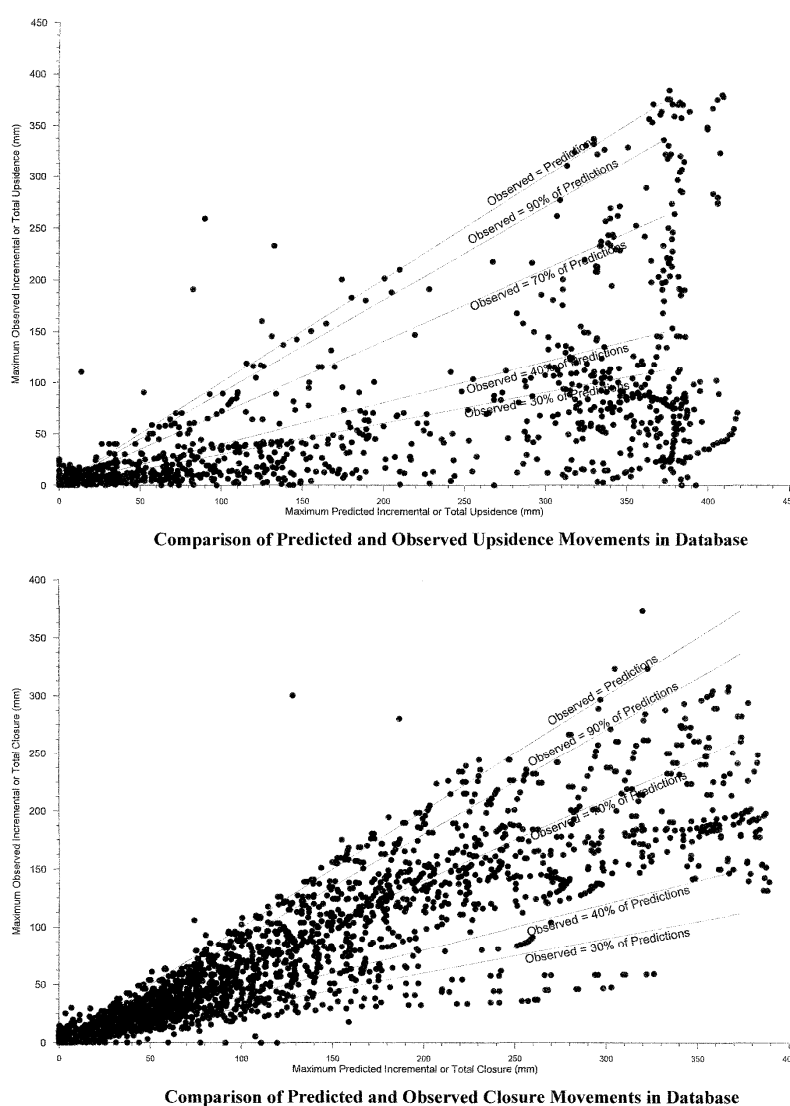 450
400
350
300
250
200
150
100
50
0
Maximum Observed Incremental or Total Upsidence (mm)
Observed = Predictions
Observed = 90% of Predictions
Observed = 70% of Predictions
Observed = 40% of Predictions
Observed = 30% of Predictions
0 50 100 150 200 250 300 350 400 45
Maximum Predicted Incremental or Total Upsidence (mm)
Comparison of Predicted and Observed Upsidence Movements in Database
400
350
300
250
200
150
100
50
0
Maximum Observed Incremental or Total Closure (mm)
Observed = Predictions
Observed = 90% of Predictions
Observed = 70% of Predictions
Observed = 40% of Predictions
Observed = 30% of Predictions
0 50 100 150 200 250 300 350 40
Maximum Predicted Incremental or Total Closure (mm)
Comparison of Predicted and Observed Closure Movements in Database